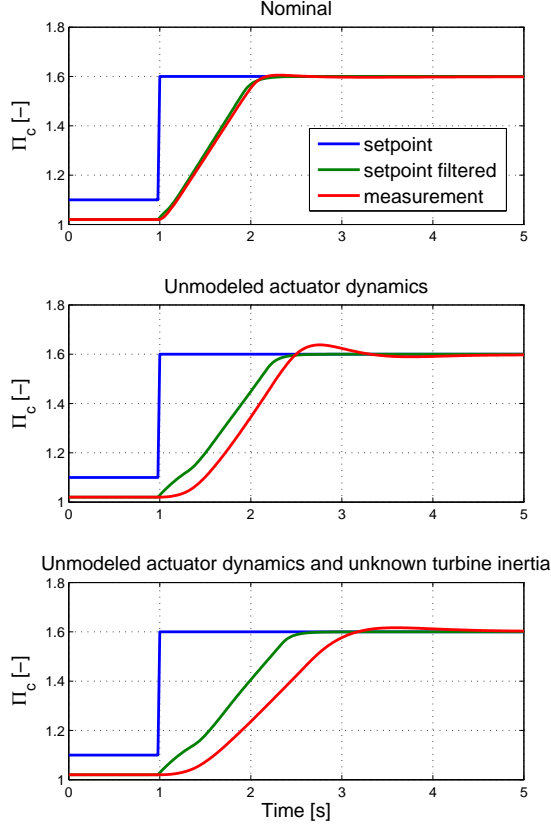 Nominal
1.8
1.6
1.4
1.2
1
Π_c [−]
setpoint
setpoint filtered
measurement
0 1 2 3 4 5
Unmodeled actuator dynamics
1.8
1.6
1.4
1.2
1
Π_c [−]
0 1 2 3 4 5
Unmodeled actuator dynamics and unknown turbine inertia
1.8
1.6
1.4
1.2
1
Π_c [−]
0 1 2 3 4 5
Time [s]